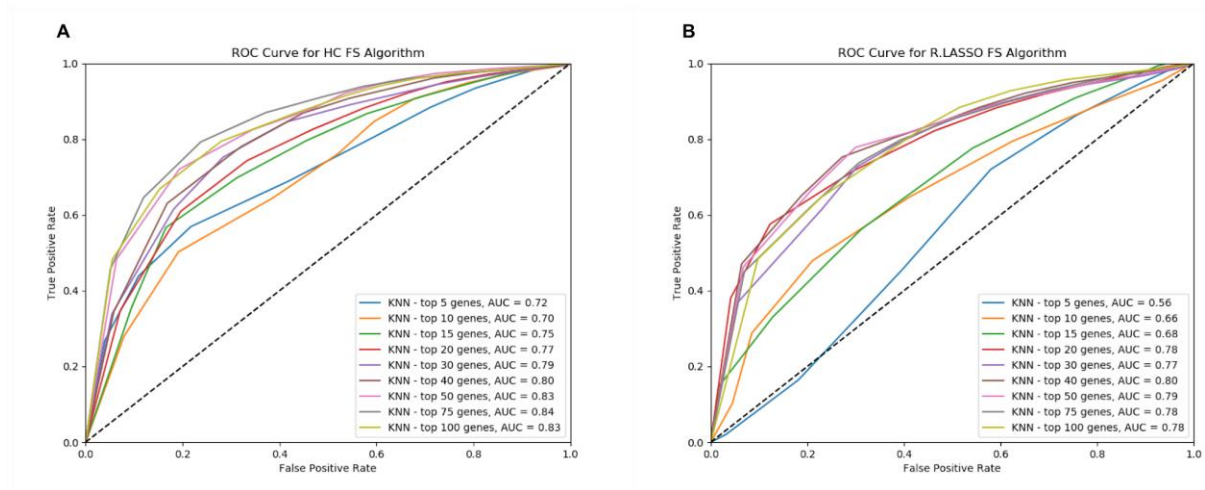 A
ROC Curve for HC FS Algorithm
1.0
0.8
0.6
0.4
0.2
0.0
True Positive Rate
KNN - top 5 genes, AUC = 0.72
KNN - top 10 genes, AUC = 0.70
KNN - top 15 genes, AUC = 0.75
KNN - top 20 genes, AUC = 0.77
KNN - top 30 genes, AUC = 0.79
KNN - top 40 genes, AUC = 0.80
KNN - top 50 genes, AUC = 0.83
KNN - top 75 genes, AUC = 0.84
KNN - top 100 genes, AUC = 0.83
0.0 0.2 0.4 0.6 0.8 1.0
False Positive Rate
B
ROC Curve for R.LASSO FS Algorithm
1.0
0.8
0.6
0.4
0.2
0.0
True Positive Rate
KNN - top 5 genes, AUC = 0.56
KNN - top 10 genes, AUC = 0.66
KNN - top 15 genes, AUC = 0.68
KNN - top 20 genes, AUC = 0.78
KNN - top 30 genes, AUC = 0.77
KNN - top 40 genes, AUC = 0.80
KNN - top 50 genes, AUC = 0.79
KNN - top 75 genes, AUC = 0.78
KNN - top 100 genes, AUC = 0.78
0.0 0.2 0.4 0.6 0.8 1.0
False Positive Rate